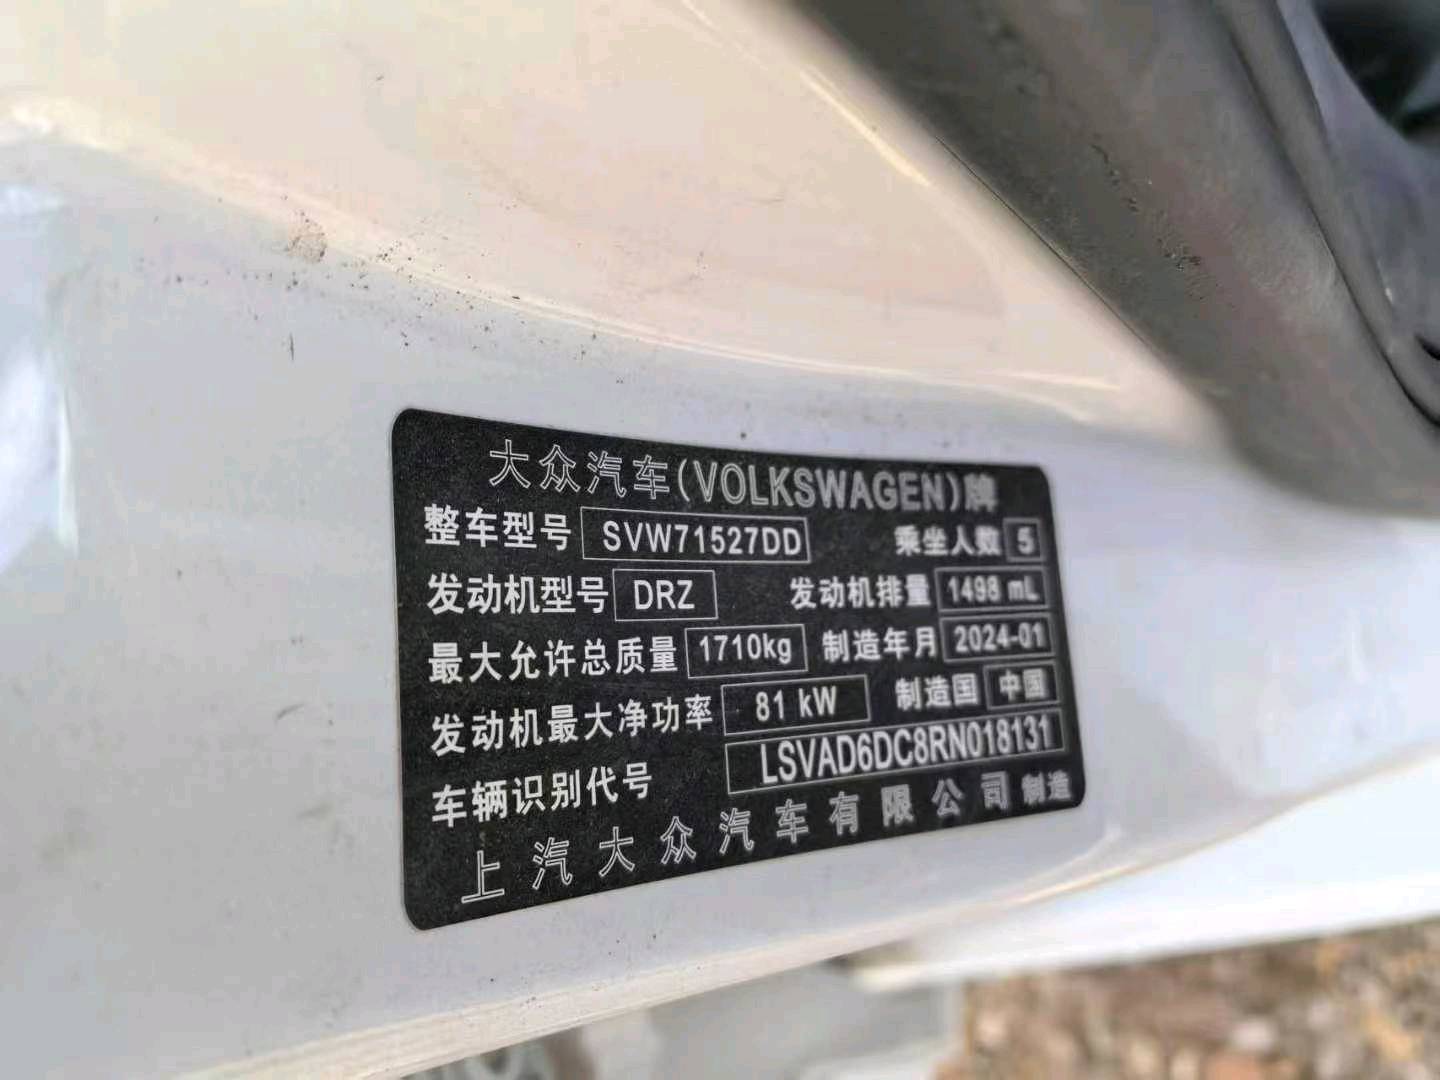 大众汽车(VOLKSWAGEN)牌
整车型号 SVW71527DD 乘坐人数 5
发动机型号 DRZ 发动机排量 1498 mL
最大允许总质量 1710kg 制造年月 2024-01
发动机最大净功率 81 kW 制造国 中国
车辆识别代号 LSVAD6DC8RN018131
上汽大众汽车有限公司 制造